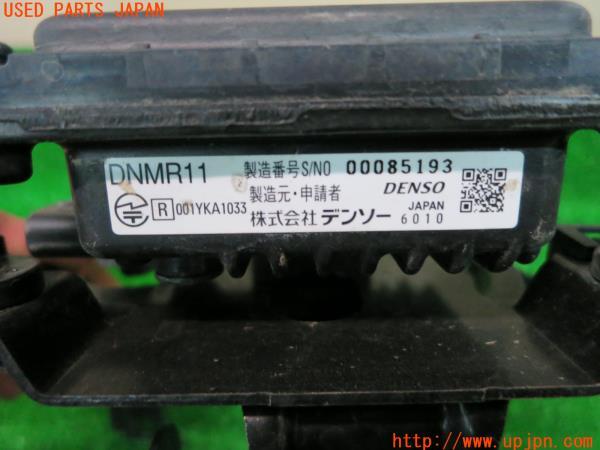 USED PARTS JAPAN
DNMR11 製造番号S/NO 00085193
製造元・申請者 DENSO
R 001YKA1033 株式会社デンソー JAPAN 6010
http://www.upjpn.com